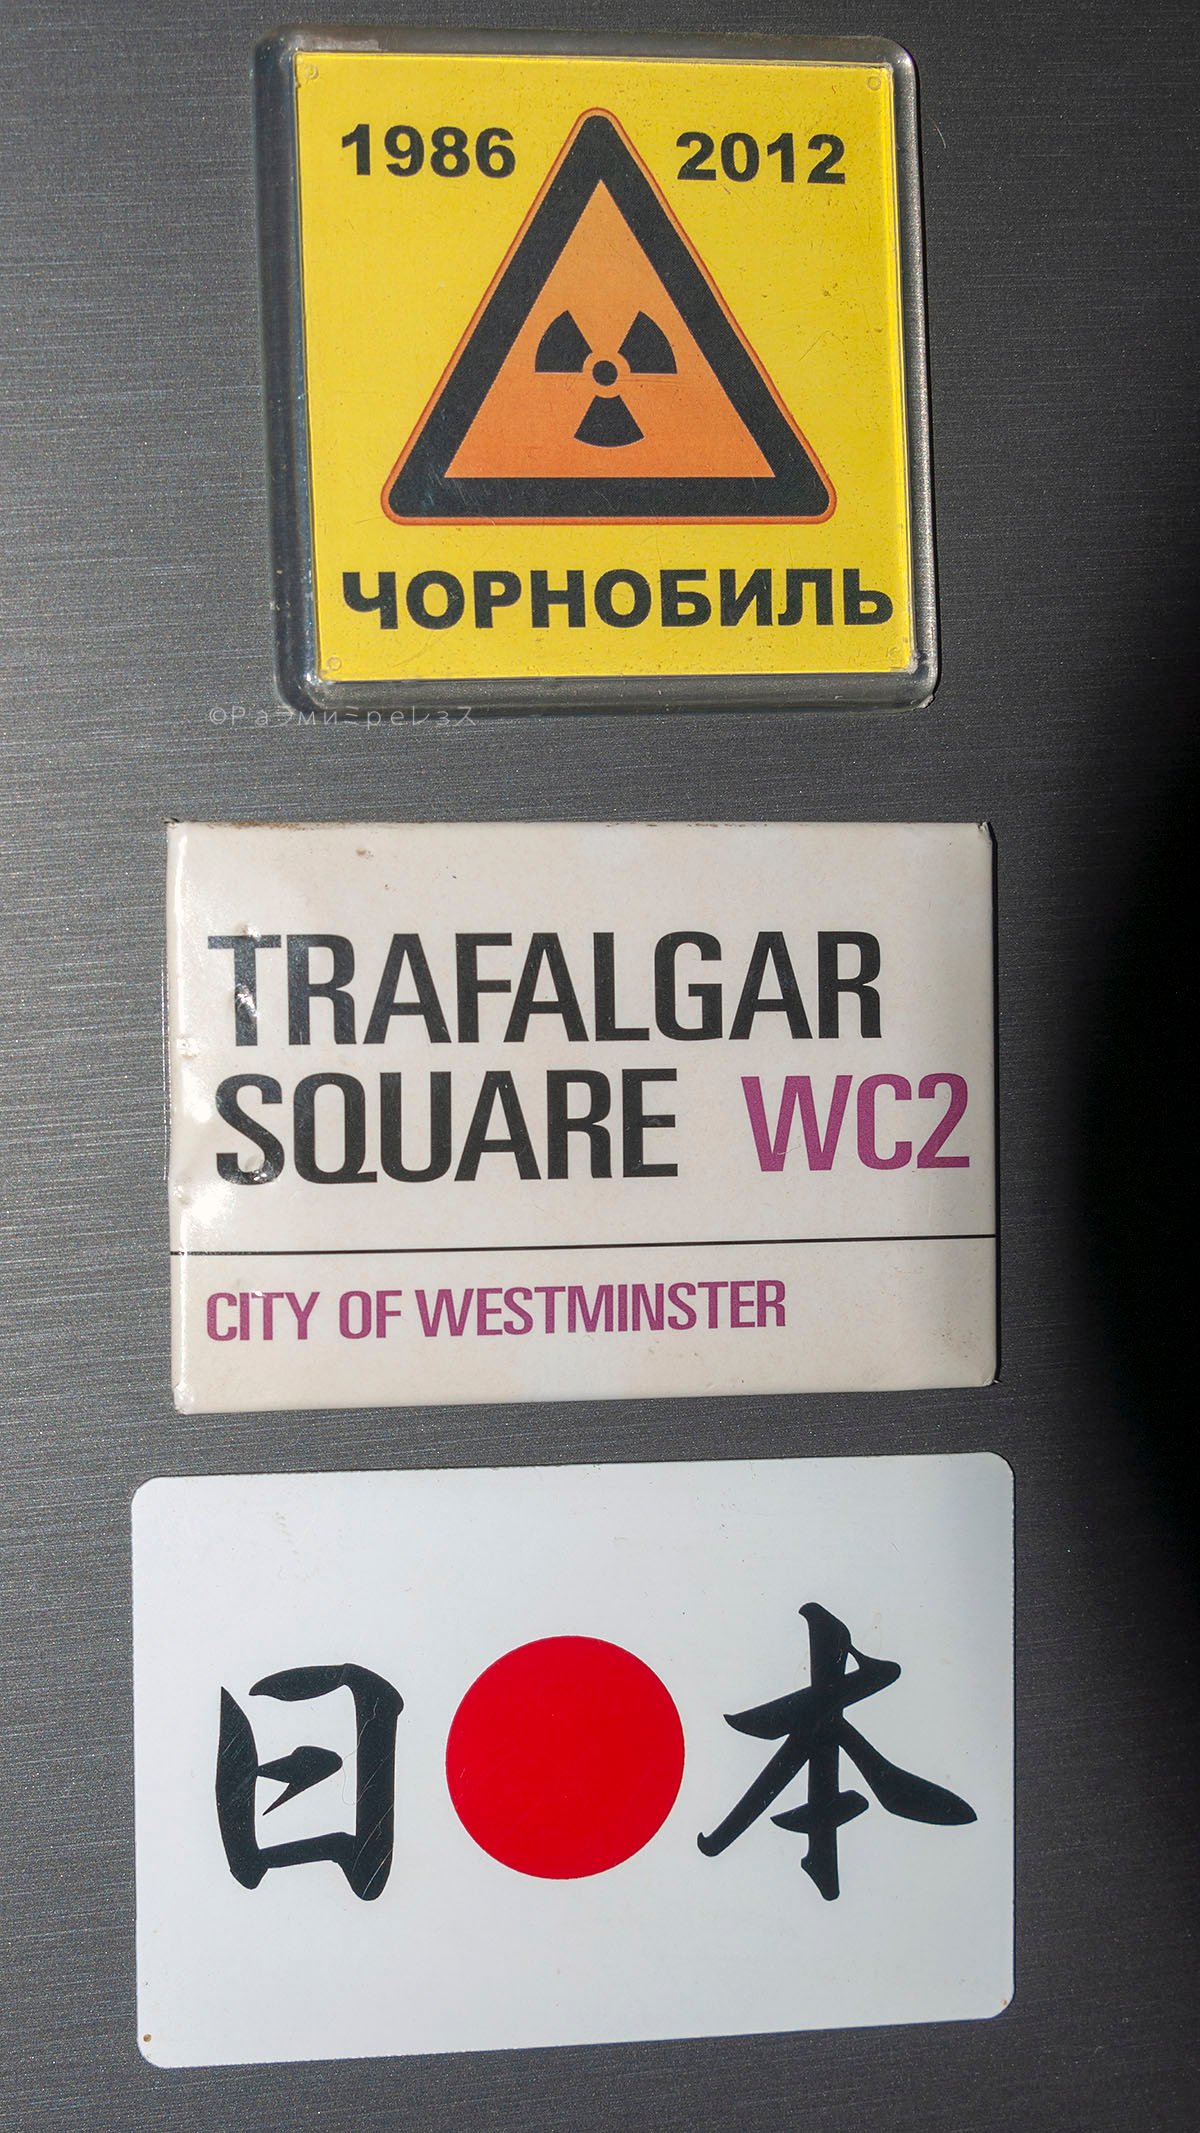 1986 2012
ЧОРНОБИЛЬ
TRAFALGAR
SQUARE WC2
CITY OF WESTMINSTER
日本